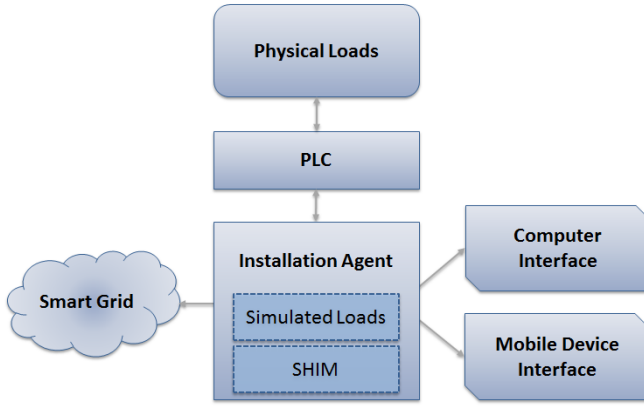 Physical Loads
PLC
Installation Agent
Simulated Loads
SHIM
Smart Grid
Computer
Interface
Mobile Device
Interface